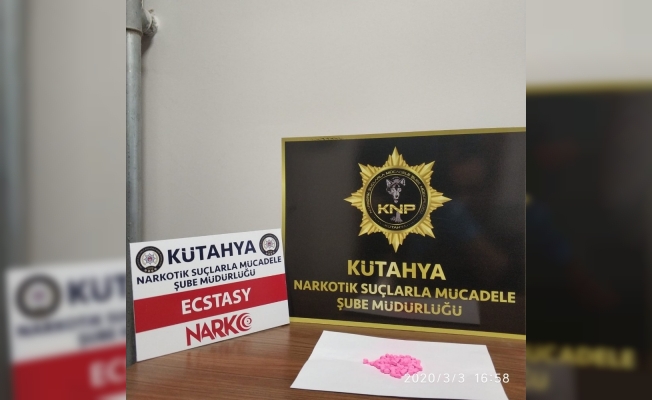 KÜTAHYA
NARKOTİK SUÇLARLA MÜCADELE
ŞUBE MÜDÜRLÜĞÜ
ECSTASY
NARKO
KNP
KÜTAHYA
NARKOTİK SUÇLARLA MÜCADELE
ŞUBE MÜDÜRLÜĞÜ
2020/3/3 16:58